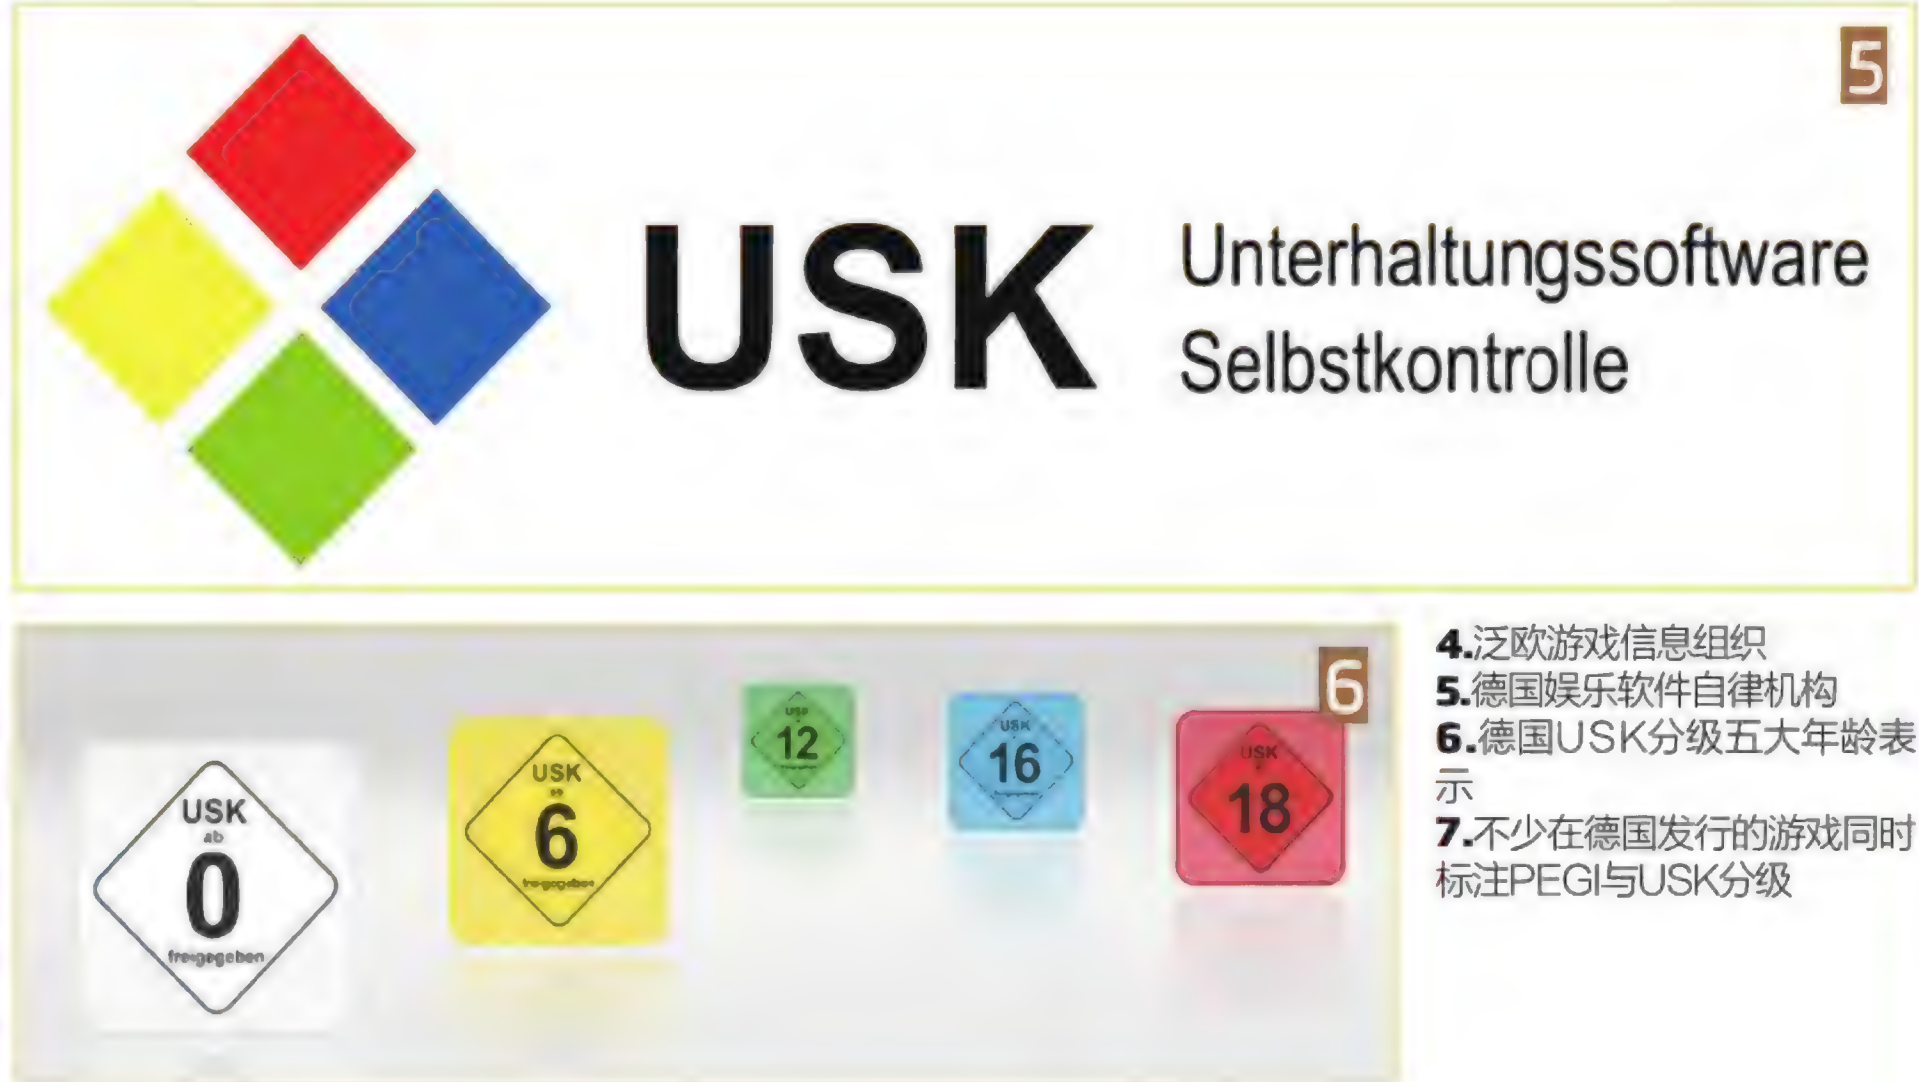 5
USK
Unterhaltungssoftware
Selbstkontrolle
6
USK
ab
0
freigegeben
USK
ab
6
freigegeben
USK
12
USK
16
USK
18
4.泛欧游戏信息组织
5.德国娱乐软件自律机构
6.德国USK分级五大年龄表
示
7.不少在德国发行的游戏同时
标注PEGI与USK分级